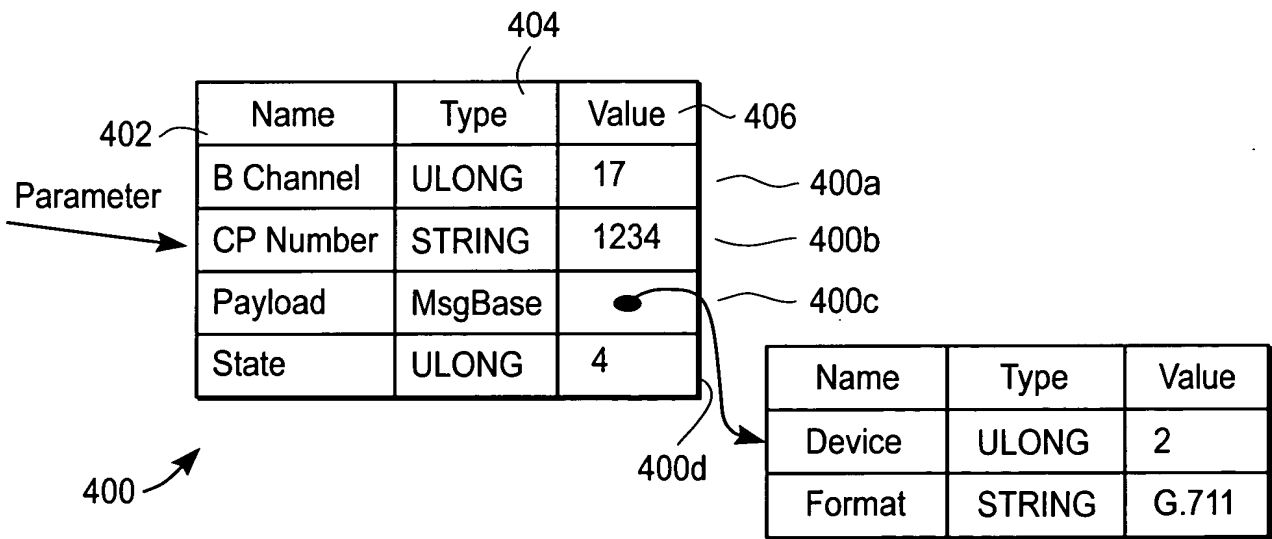 404
Name Type Value
402
406
B Channel ULONG 17
400a
Parameter
CP Number STRING 1234
400b
Payload MsgBase
400c
State ULONG 4
400d
400
Name Type Value
Device ULONG 2
Format STRING G.711